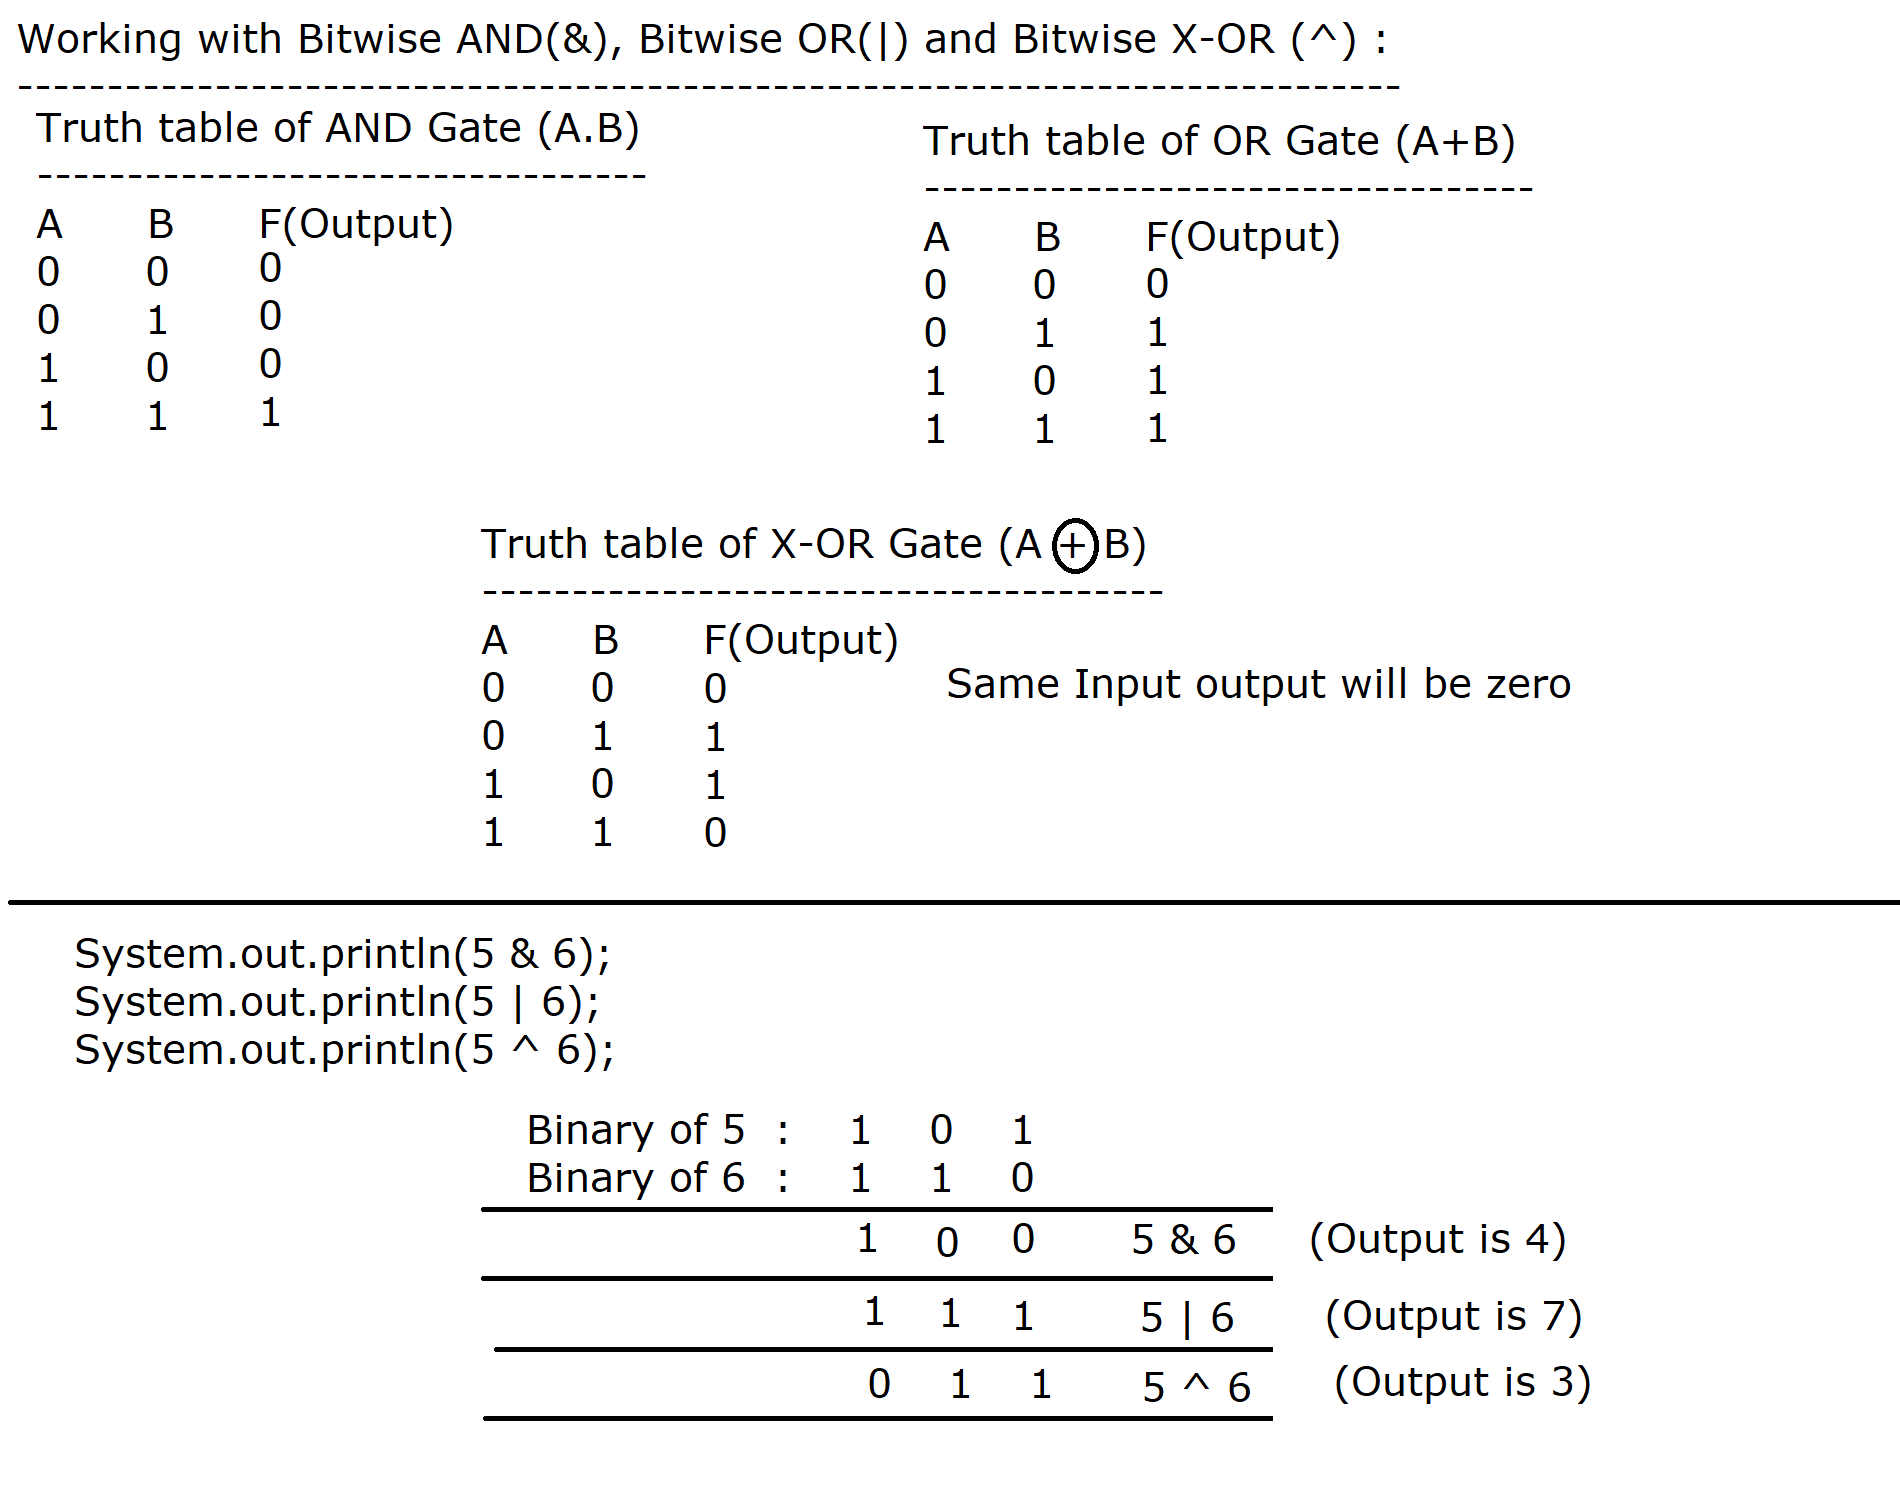 Working with Bitwise AND(&), Bitwise OR(|) and Bitwise X-OR (^) :
-----------------------------------------------------------------------------
Truth table of AND Gate (A.B)
----------------------------------
A B F(Output)
0 0 0
0 1 0
1 0 0
1 1 1
Truth table of OR Gate (A+B)
----------------------------------
A B F(Output)
0 0 0
0 1 1
1 0 1
1 1 1
Truth table of X-OR Gate (A + B)
--------------------------------------
A B F(Output)
0 0 0
0 1 1
1 0 1
1 1 0
Same Input output will be zero
System.out.println(5 & 6);
System.out.println(5 | 6);
System.out.println(5 ^ 6);
Binary of 5 : 1 0 1
Binary of 6 : 1 1 0
1 0 0 5 & 6 (Output is 4)
1 1 1 5 | 6 (Output is 7)
0 1 1 5 ^ 6 (Output is 3)